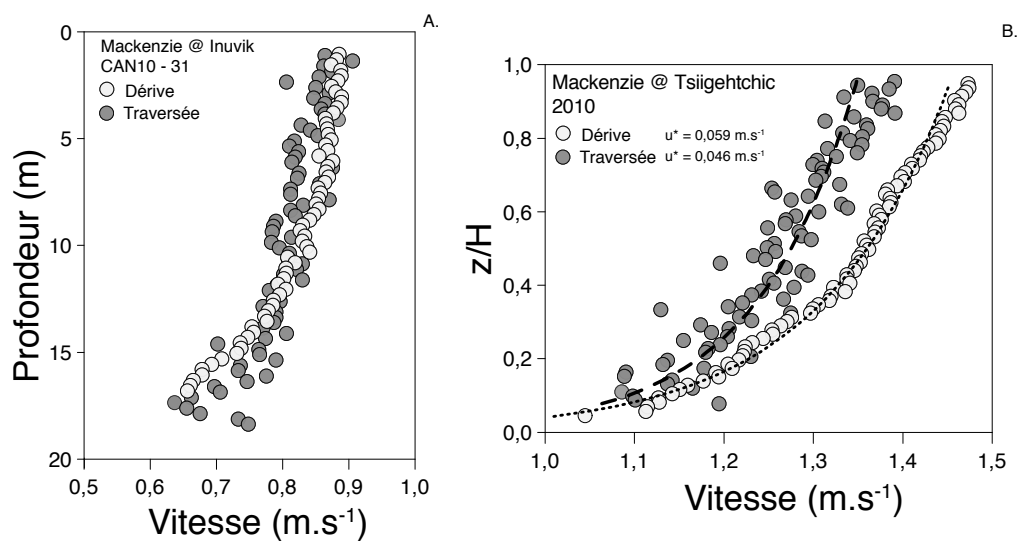 A.
Mackenzie @ Inuvik
CAN10 - 31
Dérive
Traversée
0
5
10
15
20
Profondeur (m)
0,5 0,6 0,7 0,8 0,9 1,0
Vitesse (m.s-1)
B.
Mackenzie @ Tsiigehtchic
2010
Dérive u* = 0,059 m.s-1
Traversée u* = 0,046 m.s-1
1,0
0,8
0,6
0,4
0,2
0,0
z/H
1,0 1,1 1,2 1,3 1,4 1,5
Vitesse (m.s-1)